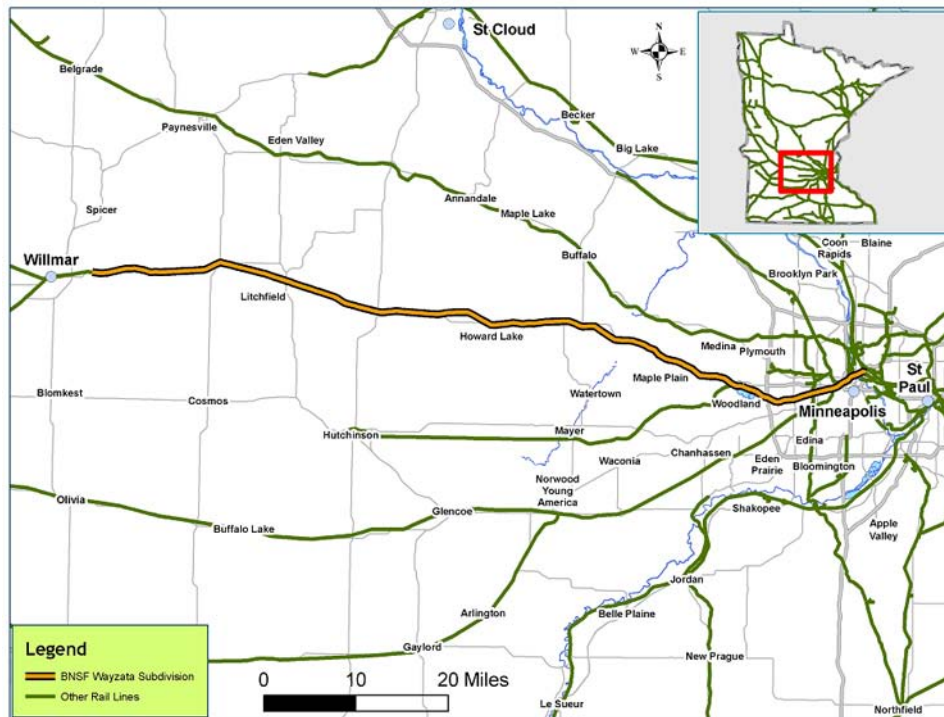 St Cloud
N
W
E
S
Belgrade
Becker
Paynesville
Eden Valley
Big Lake
Annandale
Spicer
Maple Lake
Coon
Rapids
Blaine
Willmar
Buffalo
Brooklyn Park
Litchfield
Howard Lake
Medina
Plymouth
St
Paul
Maple Plain
Blomkest
Cosmos
Watertown
Woodland
Minneapolis
Hutchinson
Mayer
Edina
Chanhassen
Waconia
Eden
Prairie
Bloomington
Norwood
Young
America
Olivia
Glencoe
Shakopee
Buffalo Lake
Apple
Valley
Jordan
Arlington
Belle Plaine
Gaylord
New Prague
Le Sueur
Northfield
Legend
BNSF Wayzata Subdivision
Other Rail Lines
0
10
20 Miles